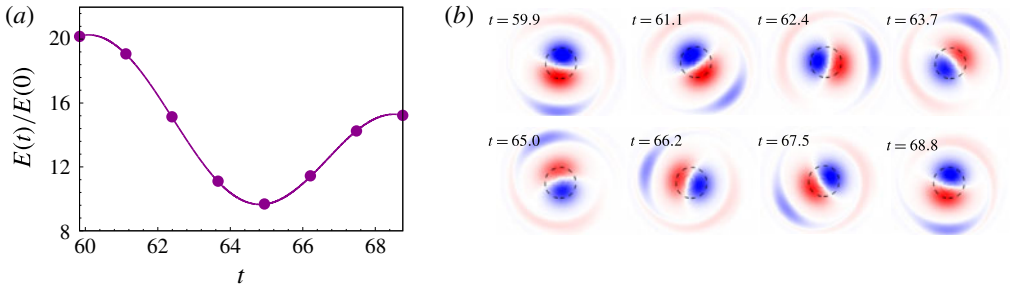 (a)
E(t)/E(0)
20
16
12
8
60
62
64
66
68
t
(b)
t = 59.9
t = 61.1
t = 62.4
t = 63.7
t = 65.0
t = 66.2
t = 67.5
t = 68.8